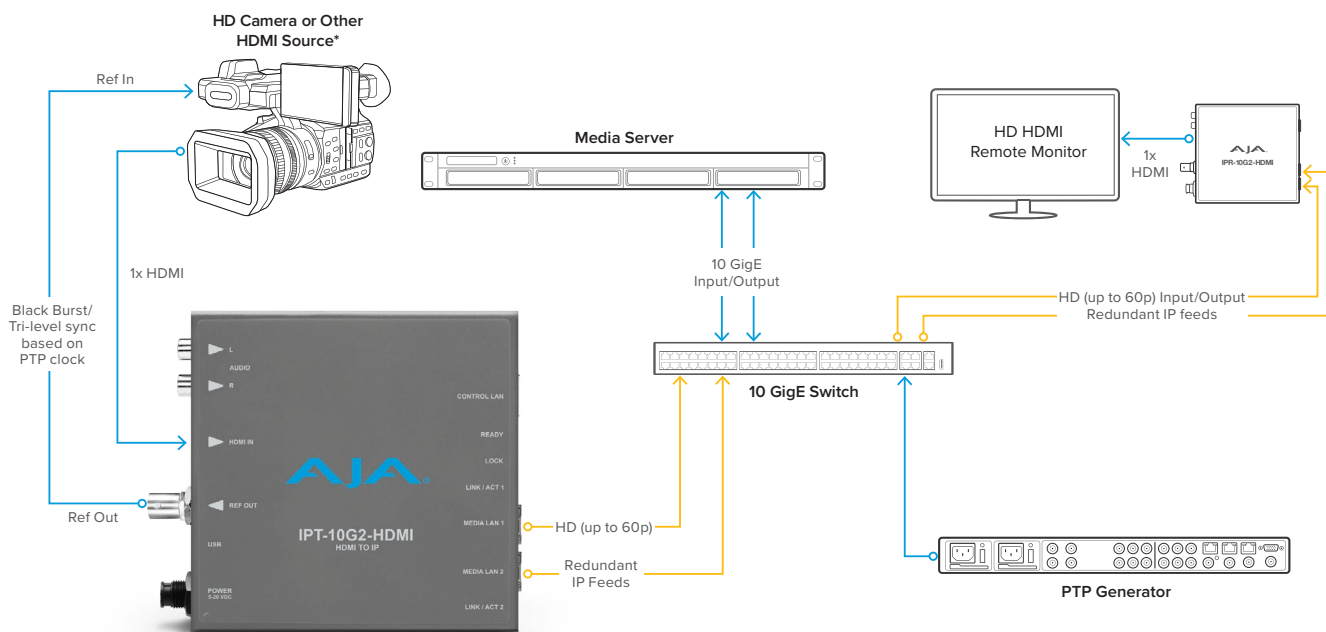 HD Camera or Other
HDMI Source*
Ref In
Media Server
HD HDMI
Remote Monitor
1x
HDMI
AJA
IPR-10G2-HDMI
1x HDMI
10 GigE
Input/Output
Black Burst/
Tri-level sync
based on
PTP clock
HD (up to 60p) Input/Output
Redundant IP feeds
10 GigE Switch
L
AUDIO
R
HDMI IN
REF OUT
USB
POWER
5-20 VDC
AJA
IPT-10G2-HDMI
HDMI TO IP
CONTROL LAN
READY
LOCK
LINK / ACT 1
MEDIA LAN 1
MEDIA LAN 2
LINK / ACT 2
Ref Out
HD (up to 60p)
Redundant
IP Feeds
PTP Generator